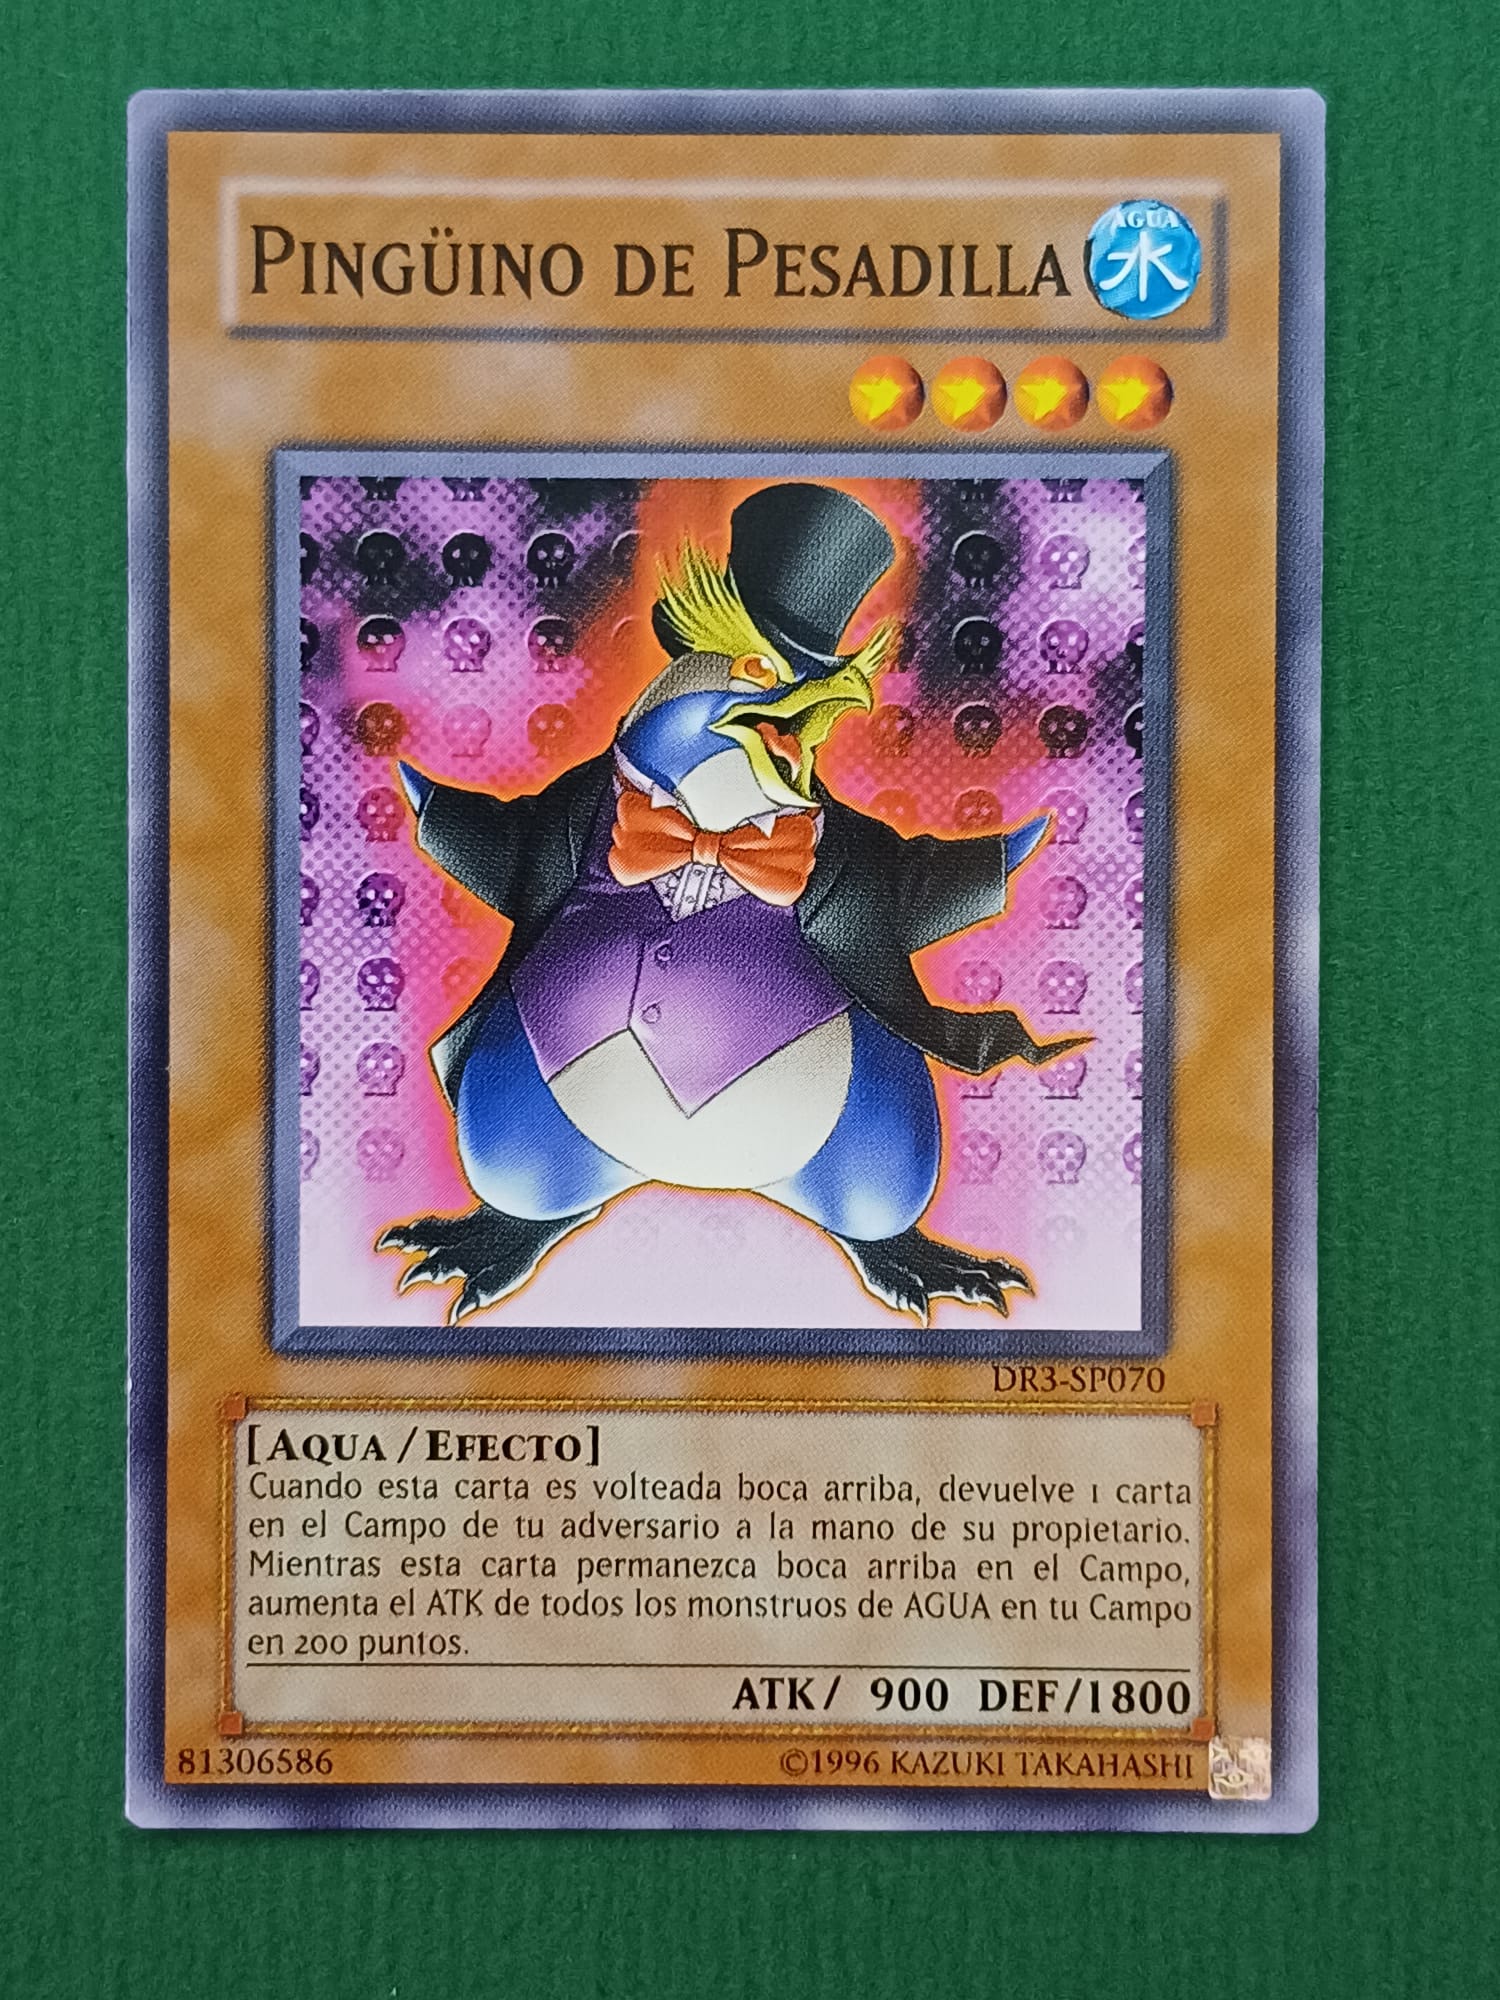 PINGÜINO DE PESADILLA
AGUA
水
DR3-SP070
[AQUA / EFECTO]
Cuando esta carta es volteada boca arriba, devuelve 1 carta
en el Campo de tu adversario a la mano de su propietario.
Mientras esta carta permanezca boca arriba en el Campo,
aumenta el ATK de todos los monstruos de AGUA en tu Campo
en 200 puntos.
ATK/ 900 DEF/1800
81306586
©1996 KAZUKI TAKAHASHI